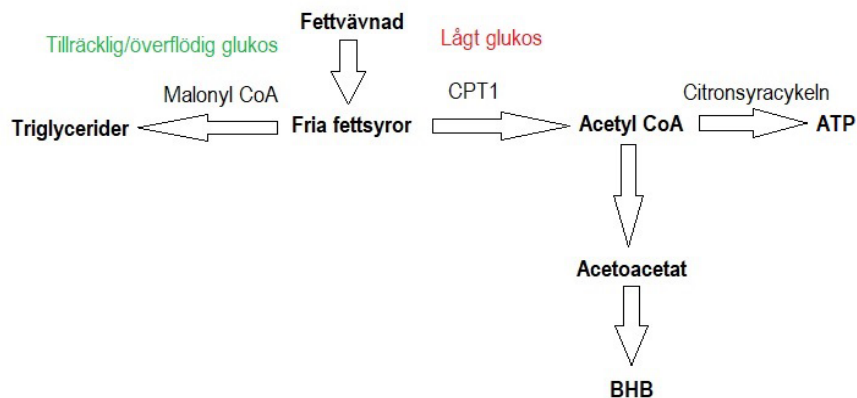 Fettvävnad
Tillräcklig/överflödig glukos
Lågt glukos
Malonyl CoA
CPT1
Citronsyracykeln
Triglycerider
Fria fettsyror
Acetyl CoA
ATP
Acetoacetat
BHB